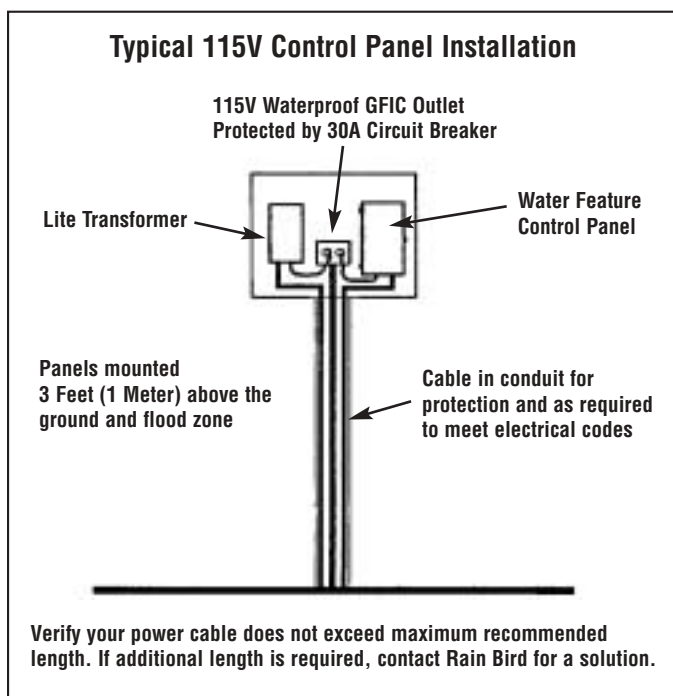 Typical 115V Control Panel Installation
115V Waterproof GFIC Outlet
Protected by 30A Circuit Breaker
Lite Transformer
Water Feature
Control Panel
Panels mounted
3 Feet (1 Meter) above the
ground and flood zone
Cable in conduit for
protection and as required
to meet electrical codes
Verify your power cable does not exceed maximum recommended
length. If additional length is required, contact Rain Bird for a solution.